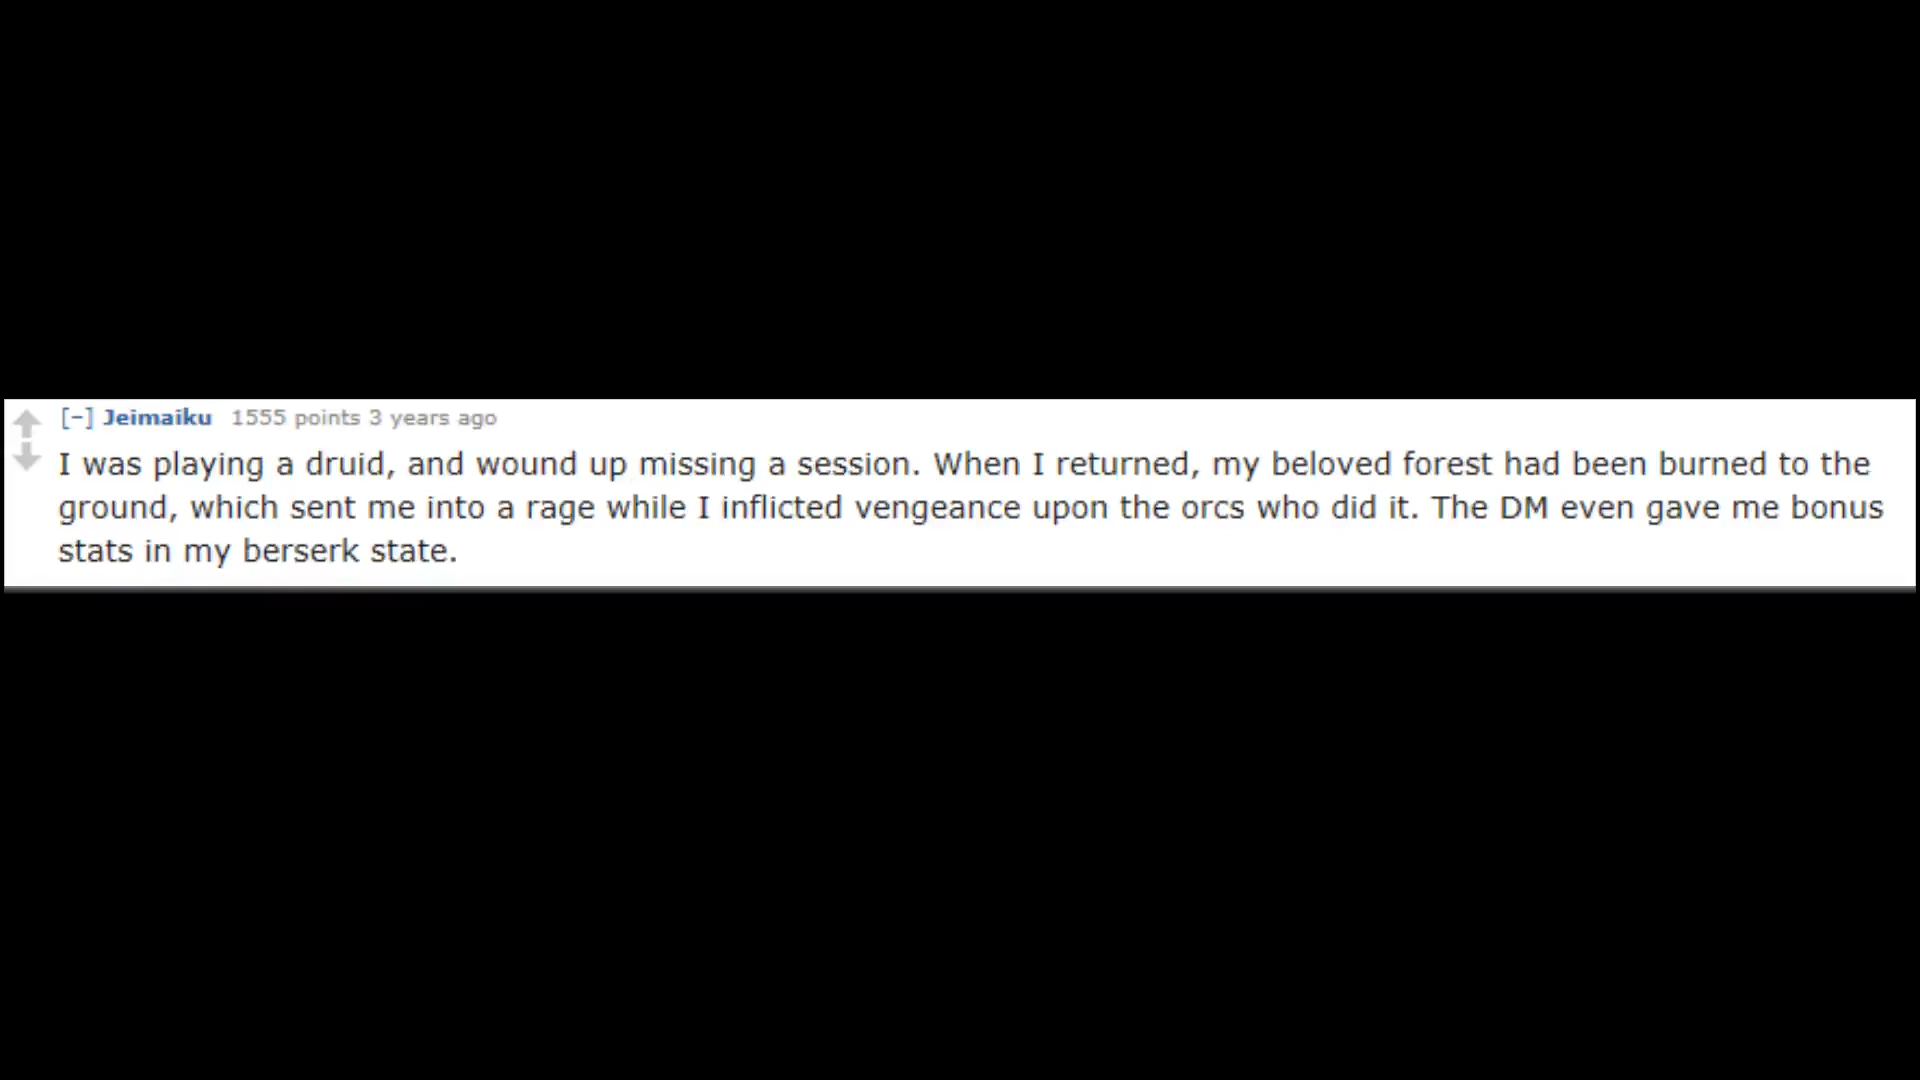 [−] Jeimaiku 1555 points 3 years ago
I was playing a druid, and wound up missing a session. When I returned, my beloved forest had been burned to the
ground, which sent me into a rage while I inflicted vengeance upon the orcs who did it. The DM even gave me bonus
stats in my berserk state.